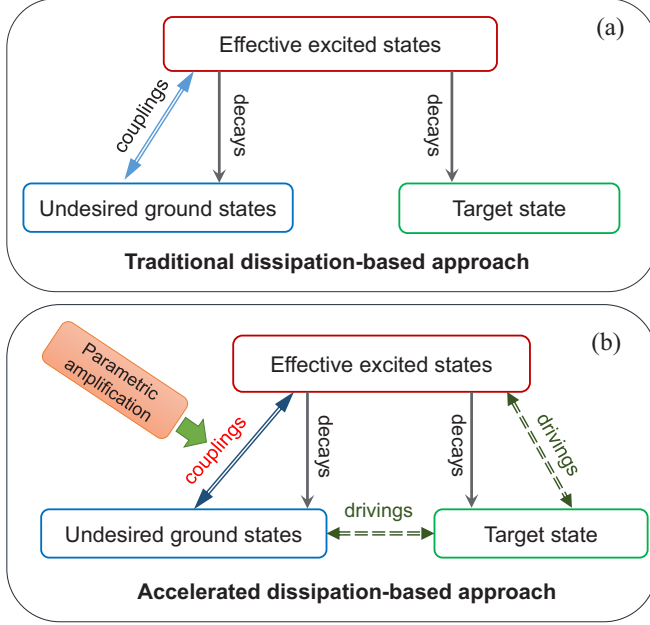 (a)
Effective excited states
couplings
decays
decays
Undesired ground states
Target state
Traditional dissipation-based approach
(b)
Parametric
amplification
Effective excited states
couplings
decays
decays
drivings
drivings
Undesired ground states
Target state
Accelerated dissipation-based approach